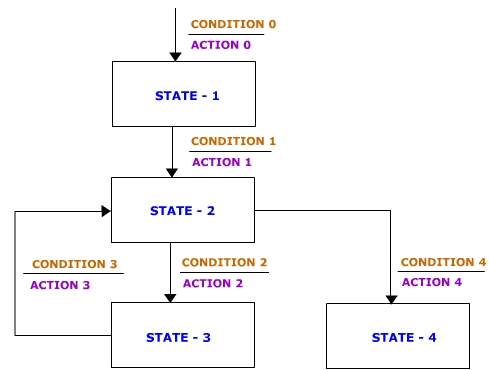 CONDITION 0
ACTION 0
STATE - 1
CONDITION 1
ACTION 1
STATE - 2
CONDITION 3
ACTION 3
CONDITION 2
ACTION 2
CONDITION 4
ACTION 4
STATE - 3
STATE - 4